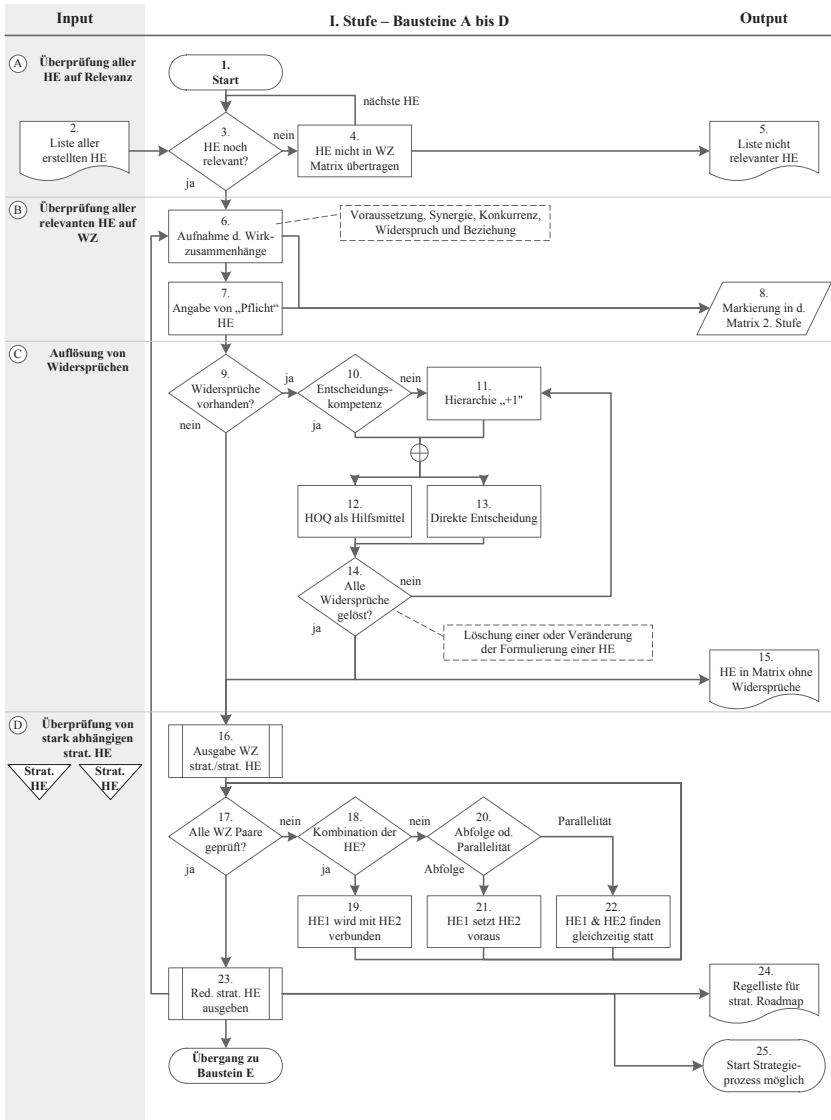 Input
I. Stufe – Bausteine A bis D
Output
A
Überprüfung aller
HE auf Relevanz
1.
Start
nächste HE
2.
Liste aller
erstellten HE
3.
HE noch
relevant?
nein
ja
4.
HE nicht in WZ
Matrix übertragen
5.
Liste nicht
relevanter HE
B
Überprüfung aller
relevanten HE auf
WZ
6.
Aufnahme d. Wirk-
zusammenhänge
Voraussetzung, Synergie, Konkurrenz,
Widerspruch und Beziehung
7.
Angabe von „Pflicht“
HE
8.
Markierung in d.
Matrix 2. Stufe
C
Auflösung von
Widersprüchen
9.
Widersprüche
vorhanden?
ja
nein
10.
Entscheidungs-
kompetenz
nein
ja
11.
Hierarchie „+1"
12.
HOQ als Hilfsmittel
13.
Direkte Entscheidung
14.
Alle
Widersprüche
gelöst?
nein
ja
Löschung einer oder Veränderung
der Formulierung einer HE
15.
HE in Matrix ohne
Widersprüche
D
Überprüfung von
stark abhängigen
strat. HE
Strat.
HE
Strat.
HE
16.
Ausgabe WZ
strat./strat. HE
17.
Alle WZ Paare
geprüft?
nein
ja
18.
Kombination der
HE?
nein
ja
20.
Abfolge od.
Parallelität
Parallelität
Abfolge
19.
HE1 wird mit HE2
verbunden
21.
HE1 setzt HE2
voraus
22.
HE1 & HE2 finden
gleichzeitig statt
23.
Red. strat. HE
ausgeben
24.
Regelliste für
strat. Roadmap
Übergang zu
Baustein E
25.
Start Strategie-
prozess möglich